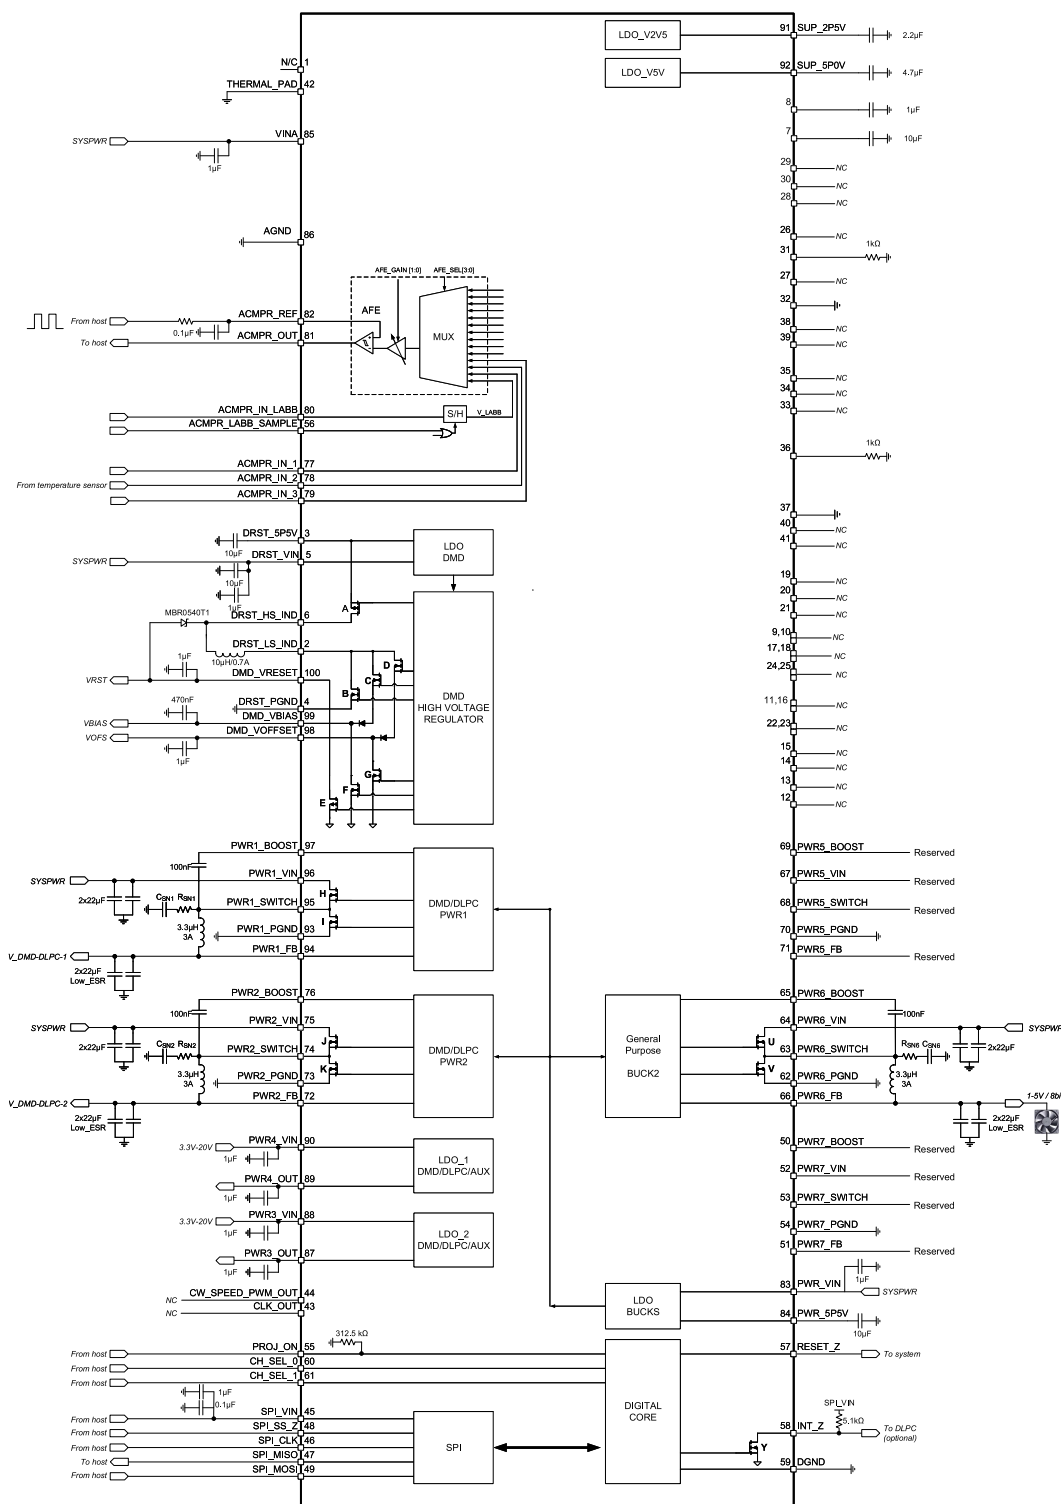 LDO_V2V5
91 SUP_2P5V
2.2µF
LDO_V5V
92 SUP_5P0V
4.7µF
N/C 1
THERMAL_PAD 42
8
1µF
SYSPWR
VINA 85
1µF
7
10µF
29 NC
30 NC
28 NC
AGND 86
26 NC
31 1kΩ
27 NC
32
AFE_GAIN [1:0]
AFE_SEL[3:0]
AFE
MUX
From host
0.1µF
ACMPR_REF 82
To host
ACMPR_OUT 81
38 NC
39 NC
35 NC
34 NC
33 NC
ACMPR_IN_LABB 80
S/H
V_LABB
ACMPR_LABB_SAMPLE 56
36 1kΩ
ACMPR_IN_1 77
From temperature sensor
ACMPR_IN_2 78
ACMPR_IN_3 79
37
40 NC
41 NC
DRST_5P5V 3
10µF
LDO
DMD
SYSPWR
DRST_VIN 5
10µF
1µF
19 NC
20 NC
21 NC
MBR0540T1
DRST_HS_IND 6
A
9,10 NC
17,18 NC
24,25 NC
DRST_LS_IND 2
10µH/0.7A
1µF
VRST
DMD_VRESET 100
B
C
D
DMD
HIGH VOLTAGE
REGULATOR
11,16 NC
22,23 NC
470nF
DRST_PGND 4
VBIAS
DMD_VBIAS 99
VOFS
DMD_VOFFSET 98
1µF
15 NC
14 NC
13 NC
12 NC
E
F
G
PWR1_BOOST 97
100nF
SYSPWR
PWR1_VIN 96
2x22µF
CSN1 RSN1
PWR1_SWITCH 95
H
I
3.3µH
3A
PWR1_PGND 93
V_DMD-DLPC-1
PWR1_FB 94
2x22µF
Low_ESR
DMD/DLPC
PWR1
69 PWR5_BOOST Reserved
67 PWR5_VIN Reserved
68 PWR5_SWITCH Reserved
70 PWR5_PGND
71 PWR5_FB Reserved
PWR2_BOOST 76
100nF
SYSPWR
PWR2_VIN 75
2x22µF
CSN2 RSN2
PWR2_SWITCH 74
J
K
3.3µH
3A
PWR2_PGND 73
V_DMD-DLPC-2
PWR2_FB 72
2x22µF
Low_ESR
DMD/DLPC
PWR2
General
Purpose
BUCK2
U
V
65 PWR6_BOOST
100nF
64 PWR6_VIN
63 PWR6_SWITCH
RSN6 CSN6
2x22µF
3.3µH
3A
62 PWR6_PGND
66 PWR6_FB
1-5V / 8bi
2x22µF
Low_ESR
3.3V-20V
PWR4_VIN 90
1µF
PWR4_OUT 89
1µF
LDO_1
DMD/DLPC/AUX
3.3V-20V
PWR3_VIN 88
1µF
PWR3_OUT 87
1µF
LDO_2
DMD/DLPC/AUX
50 PWR7_BOOST Reserved
52 PWR7_VIN Reserved
53 PWR7_SWITCH Reserved
54 PWR7_PGND
51 PWR7_FB Reserved
NC CW_SPEED_PWM_OUT 44
NC CLK_OUT 43
LDO
BUCKS
83 PWR_VIN
1µF
SYSPWR
84 PWR_5P5V
10µF
312.5 kΩ
From host PROJ_ON 55
From host CH_SEL_0 60
From host CH_SEL_1 61
57 RESET_Z To system
DIGITAL
CORE
1µF
0.1µF
From host SPI_VIN 45
From host SPI_SS_Z 48
From host SPI_CLK 46
To host SPI_MISO 47
From host SPI_MOSI 49
SPI
SPI_VIN
5.1kΩ
58 INT_Z
To DLPC
(optional)
Y
59 DGND